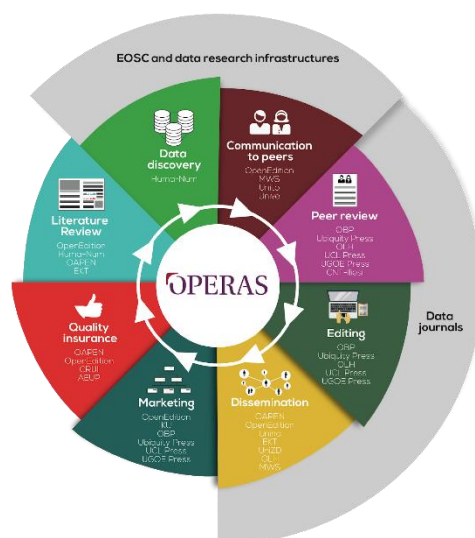 EOSC and data research infrastructures
Data
discovery
Huma-Num
Communication
to peers
OpenEdition
MWS
Unito
Unive
Peer review
OBP
Ubiquity Press
OLH
UCL Press
UGOE Press
Editing
OBP
Ubiquity Press
OLH
UCL Press
UGOE Press
Data
journals
Dissemination
OAPEN
OpenEdition
EKT
UniZD
OLH
MWS
Marketing
OpenEdition
KU
OBP
Ubiquity Press
UCL Press
UGOE Press
Quality
insurance
OAPEN
OpenEdition
CRUI
AEUP
Literature
Review
OpenEdition
Huma-Num
OAPEN
EKT
OPERAS